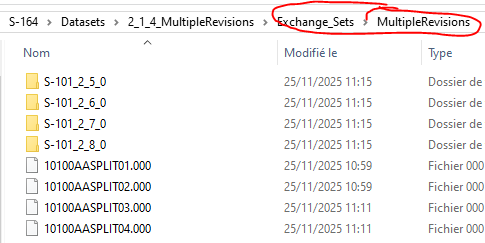 S-164 > Datasets > 2_1_4_MultipleRevisions > Exchange_Sets > MultipleRevisions
Nom Modifié le Type
S-101_2_5_0 25/11/2025 11:15 Dossier de
S-101_2_6_0 25/11/2025 11:15 Dossier de
S-101_2_7_0 25/11/2025 11:15 Dossier de
S-101_2_8_0 25/11/2025 11:15 Dossier de
10100AASPLIT01.000 25/11/2025 10:59 Fichier 000
10100AASPLIT02.000 25/11/2025 10:59 Fichier 000
10100AASPLIT03.000 25/11/2025 11:11 Fichier 000
10100AASPLIT04.000 25/11/2025 11:11 Fichier 000